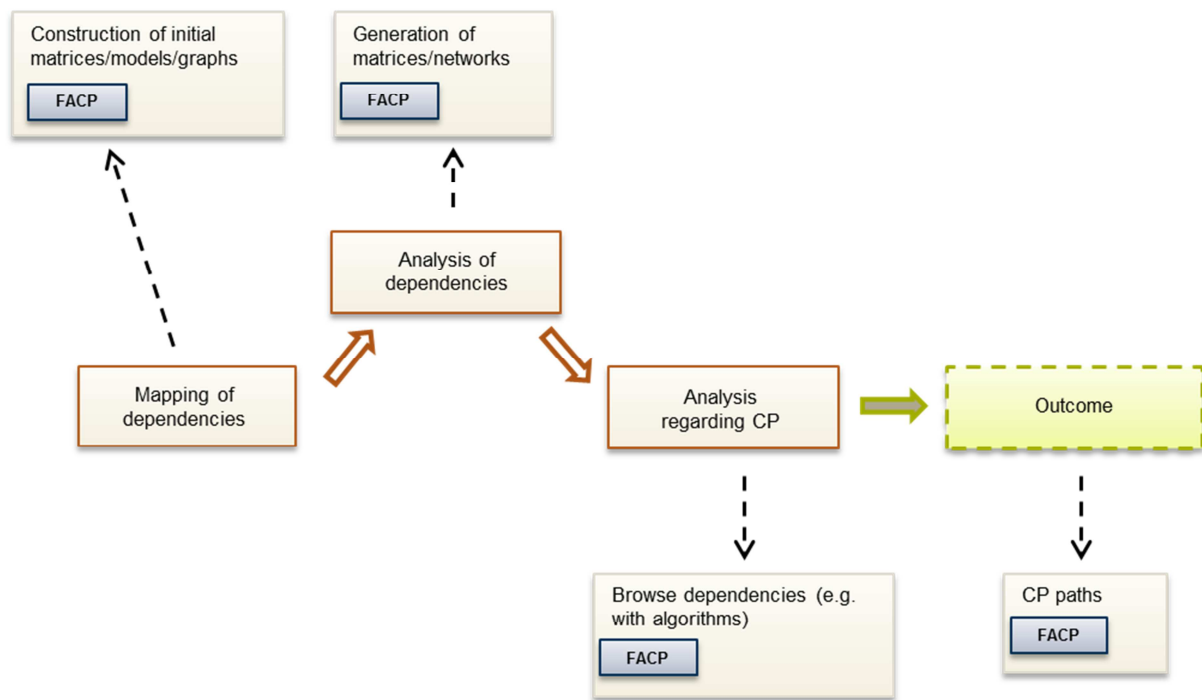 Construction of initial
matrices/models/graphs
FACP
Generation of
matrices/networks
FACP
Analysis of
dependencies
Mapping of
dependencies
Analysis
regarding CP
Outcome
Browse dependencies (e.g.
with algorithms)
FACP
CP paths
FACP